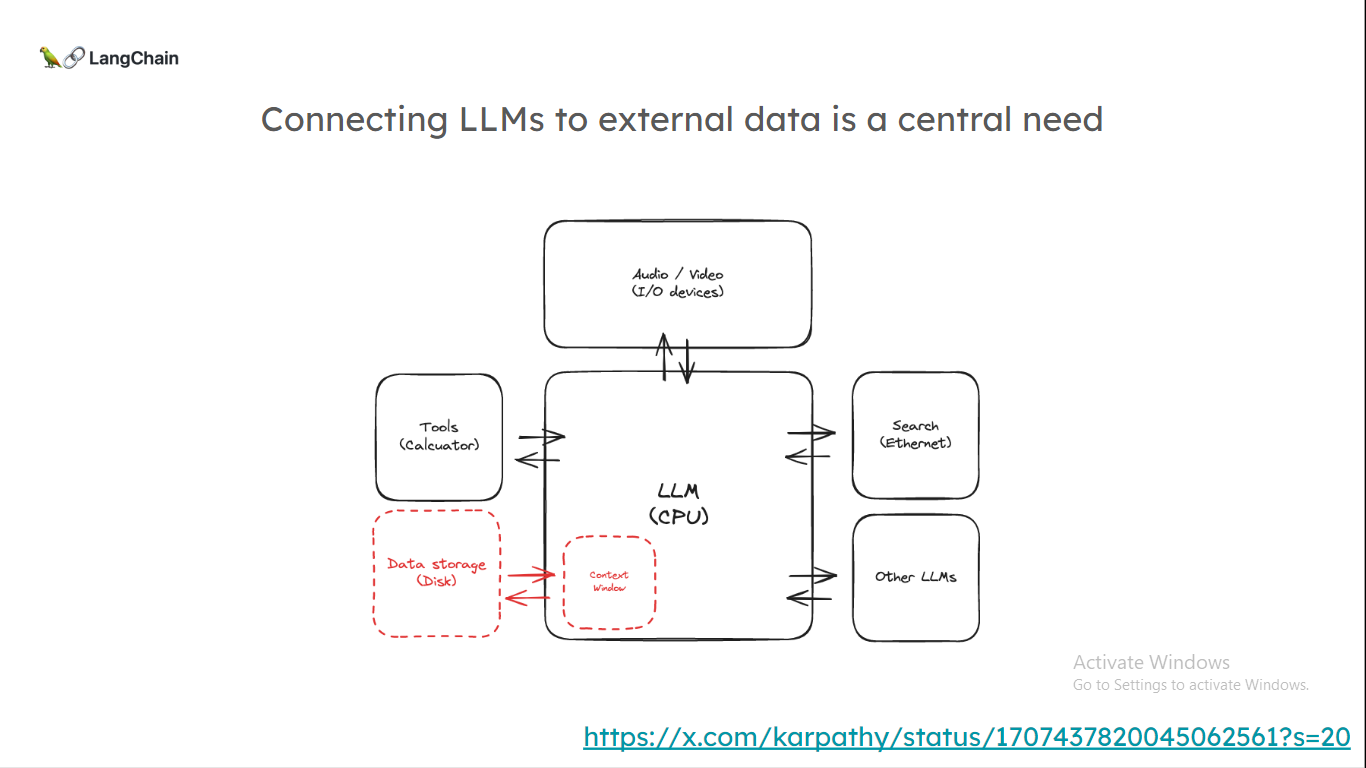 LangChain
Connecting LLMs to external data is a central need
Audio / Video
(I/O devices)
Tools
(Calcuator)
Search
(Ethernet)
LLM
(CPU)
Data storage
(Disk)
Context
Window
Other LLMs
Activate Windows
Go to Settings to activate Windows.
https://x.com/karpathy/status/1707437820045062561?s=20